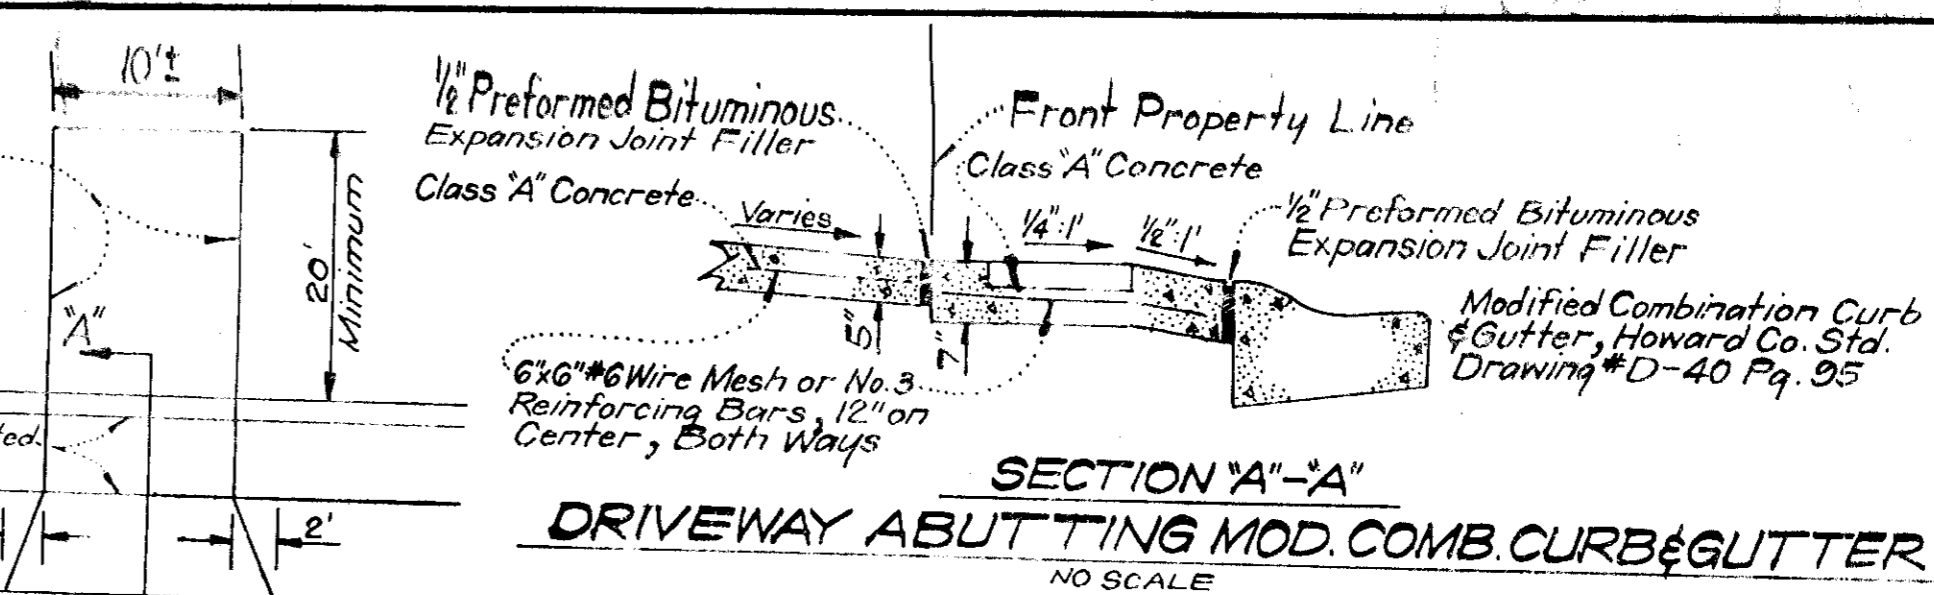 10'±
1/2" Preformed Bituminous
Expansion Joint Filler
Class "A" Concrete
Varies
Front Property Line
Class "A" Concrete
1/4":1'
1/2":1'
1/2" Preformed Bituminous
Expansion Joint Filler
Modified Combination Curb
& Gutter, Howard Co. Std.
Drawing #D-40 Pg. 95
20'
Minimum
"A"
5"
7"
6"x6" #6 Wire Mesh or No. 3
Reinforcing Bars, 12" on
Center, Both Ways
2'
SECTION "A"-"A"
DRIVEWAY ABUTTING MOD. COMB. CURB & GUTTER
NO SCALE